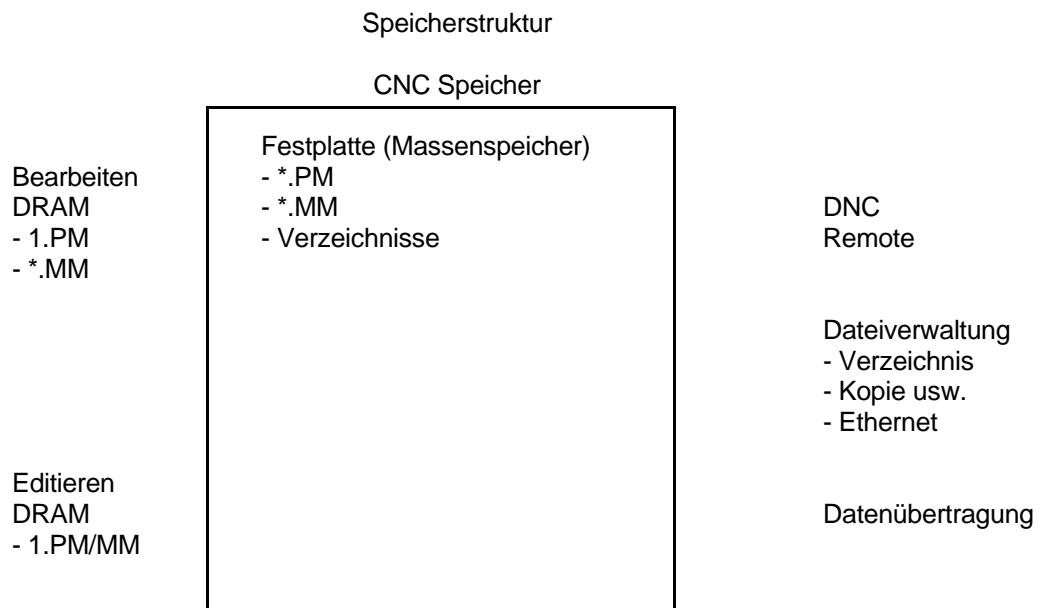 Speicherstruktur
CNC Speicher
Festplatte (Massenspeicher)
- *.PM
- *.MM
- Verzeichnisse
Bearbeiten
DRAM
- 1.PM
- *.MM
Editieren
DRAM
- 1.PM/MM
DNC
Remote
Dateiverwaltung
- Verzeichnis
- Kopie usw.
- Ethernet
Datenübertragung